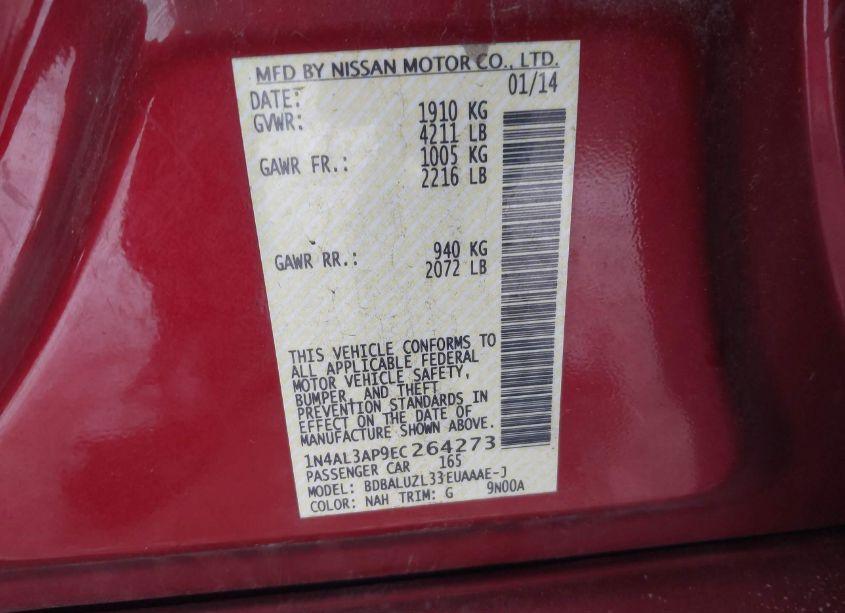 MFD BY NISSAN MOTOR CO., LTD.
DATE: 01/14
GVWR: 1910 KG
4211 LB
GAWR FR.: 1005 KG
2216 LB
GAWR RR.: 940 KG
2072 LB
THIS VEHICLE CONFORMS TO
ALL APPLICABLE FEDERAL
MOTOR VEHICLE SAFETY,
BUMPER, AND THEFT
PREVENTION STANDARDS IN
EFFECT ON THE DATE OF
MANUFACTURE SHOWN ABOVE.
1N4AL3AP9EC264273
PASSENGER CAR 165
MODEL: BDBALUZL33EUAAAE-J
COLOR: NAH TRIM: G 9N00A